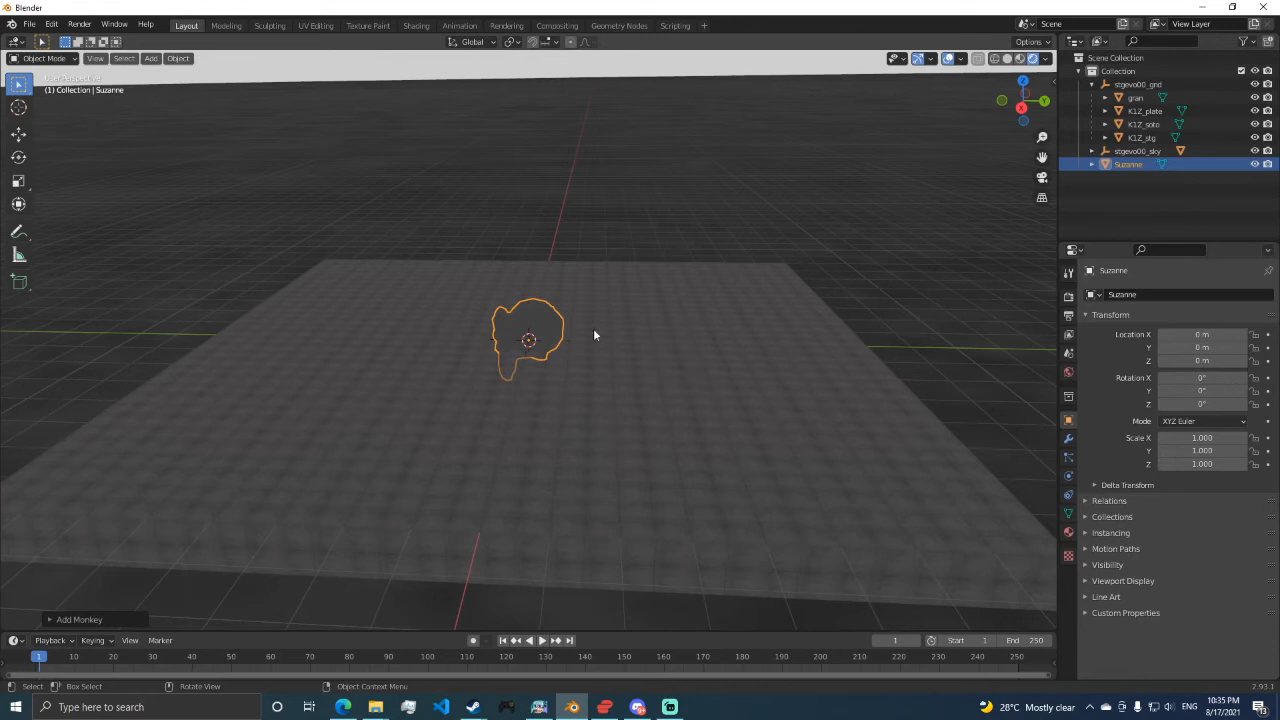 Blender
File Edit Render Window Help Layout Modeling Sculpting UV Editing Texture Paint Shading Animation Rendering Compositing Geometry Nodes Scripting + Scene View Layer
Global Options
Object Mode View Select Add Object
User Perspective
(1) Collection | Suzanne
Z
Y
X
Scene Collection
Collection
stgevo00_gnd
gran
K1Z_plate
K1Z_soto
K1Z_stg
stgevo00_sky
Suzanne
Suzanne
Suzanne
Transform
Location X 0 m
Y 0 m
Z 0 m
Rotation X 0°
Y 0°
Z 0°
Mode XYZ Euler
Scale X 1.000
Y 1.000
Z 1.000
Delta Transform
Relations
Collections
Instancing
Motion Paths
Visibility
Viewport Display
Line Art
Custom Properties
Add Monkey
Playback Keying View Marker 1 Start 1 End 250
1 10 20 30 40 50 60 70 80 90 100 110 120 130 140 150 160 170 180 190 200 210 220 230 240 250
Select Box Select Rotate View Object Context Menu 2.93.1
Type here to search
28°C Mostly clear ENG
10:35 PM
8/17/2021